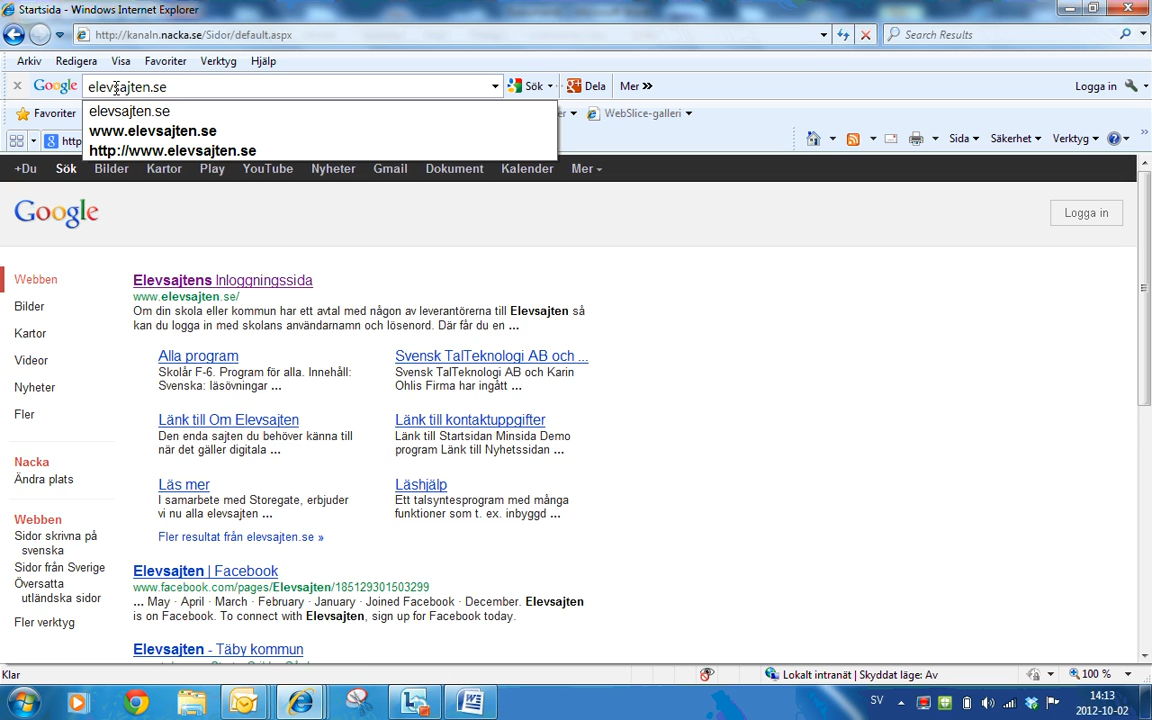 Startsida - Windows Internet Explorer
http://kanaln.nacka.se/Sidor/default.aspx
Search Results
Arkiv Redigera Visa Favoriter Verktyg Hjälp
Google elevsajten.se Sök Dela Mer » Logga in
elevsajten.se
Favoriter WebSlice-galleri
www.elevsajten.se
http Sida Säkerhet Verktyg
http://www.elevsajten.se
+Du Sök Bilder Kartor Play YouTube Nyheter Gmail Dokument Kalender Mer
Google
Logga in
Webben
Bilder
Kartor
Videor
Nyheter
Fler
Nacka
Ändra plats
Webben
Sidor skrivna på
svenska
Sidor från Sverige
Översatta
utländska sidor
Fler verktyg
Elevsajtens Inloggningssida
www.elevsajten.se/
Om din skola eller kommun har ett avtal med någon av leverantörerna till Elevsajten så
kan du logga in med skolans användarnamn och lösenord. Där får du en ...
Alla program
Skolår F-6. Program för alla. Innehåll:
Svenska: läsövningar ...
Svensk TalTeknologi AB och ...
Svensk TalTeknologi AB och Karin
Ohlis Firma har ingått ...
Länk till Om Elevsajten
Den enda sajten du behöver känna till
när det gäller digitala ...
Länk till kontaktuppgifter
Länk till Startsidan Minsida Demo
program Länk till Nyhetssidan ...
Läs mer
I samarbete med Storegate, erbjuder
vi nu alla elevsajten ...
Läshjälp
Ett talsyntesprogram med många
funktioner som t. ex. inbyggd ...
Fler resultat från elevsajten.se »
Elevsajten | Facebook
www.facebook.com/pages/Elevsajten/185129301503299
... May · April · March · February · January · Joined Facebook · December. Elevsajten
is on Facebook. To connect with Elevsajten, sign up for Facebook today.
Elevsajten - Täby kommun
Klar
Lokalt intranät | Skyddat läge: Av
100 %
SV
14:13
2012-10-02